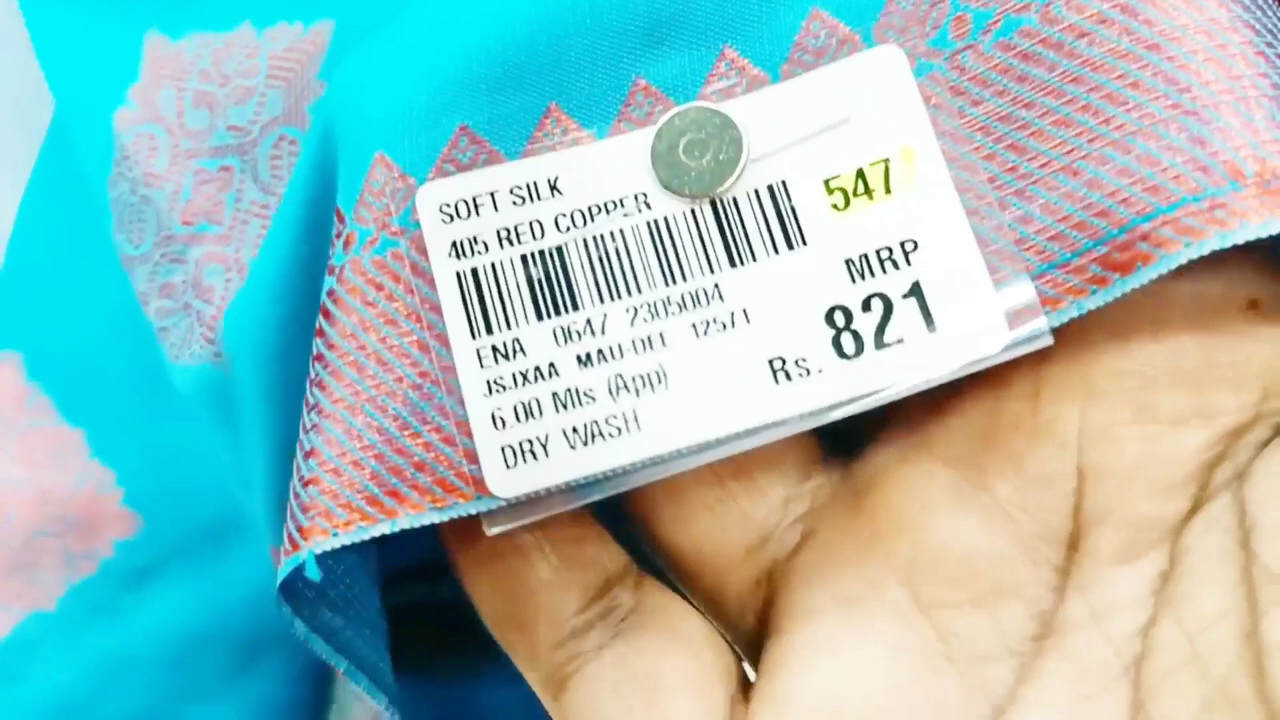 SOFT SILK
405 RED COPPER
547
ENA 0647 2305004
JSJXAA MAU-DEL 12571
6.00 Mts (App)
DRY WASH
MRP
Rs. 821